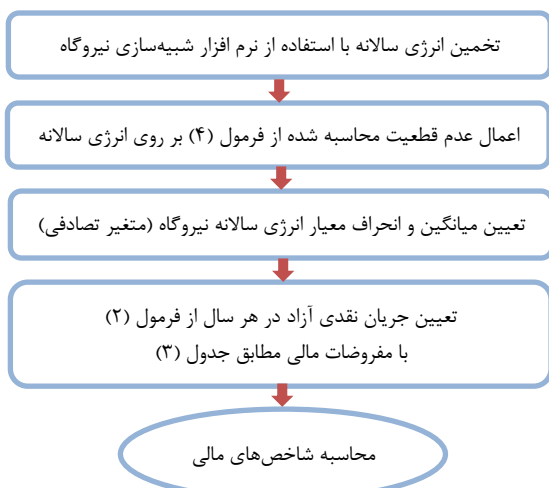 تخمین انرژی سالانه با استفاده از نرم افزار شبیه‌سازی نیروگاه
اعمال عدم قطعیت محاسبه شده از فرمول (۴) بر روی انرژی سالانه
تعیین میانگین و انحراف معیار انرژی سالانه نیروگاه (متغیر تصادفی)
تعیین جریان نقدی آزاد در هر سال از فرمول (۲)
با مفروضات مالی مطابق جدول (۳)
محاسبه شاخص‌های مالی